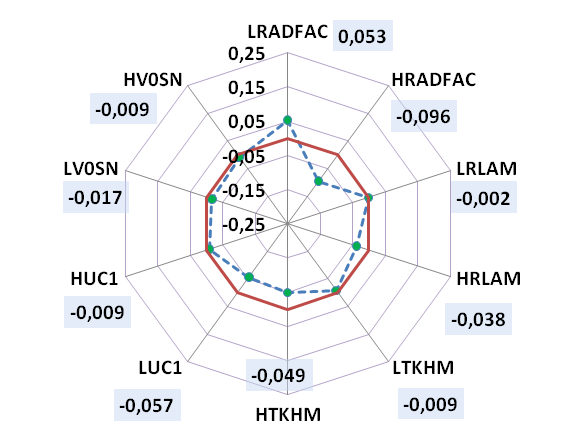 LRADFAC
0,053
0,25
HV0SN
HRADFAC
-0,009
0,15
-0,096
0,05
LV0SN
-0,05
LRLAM
-0,017
-0,15
-0,002
-0,25
HUC1
HRLAM
-0,009
-0,038
LUC1
LTKHM
-0,049
-0,057
HTKHM
-0,009